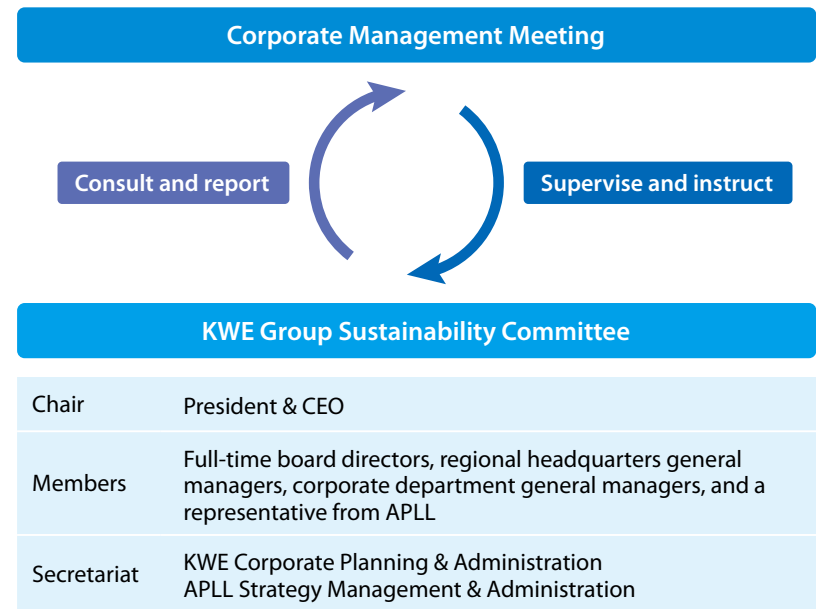 Corporate Management Meeting
Consult and report
Supervise and instruct
KWE Group Sustainability Committee
Chair
President & CEO
Members
Full-time board directors, regional headquarters general
managers, corporate department general managers, and a
representative from APLL
Secretariat
KWE Corporate Planning & Administration
APLL Strategy Management & Administration